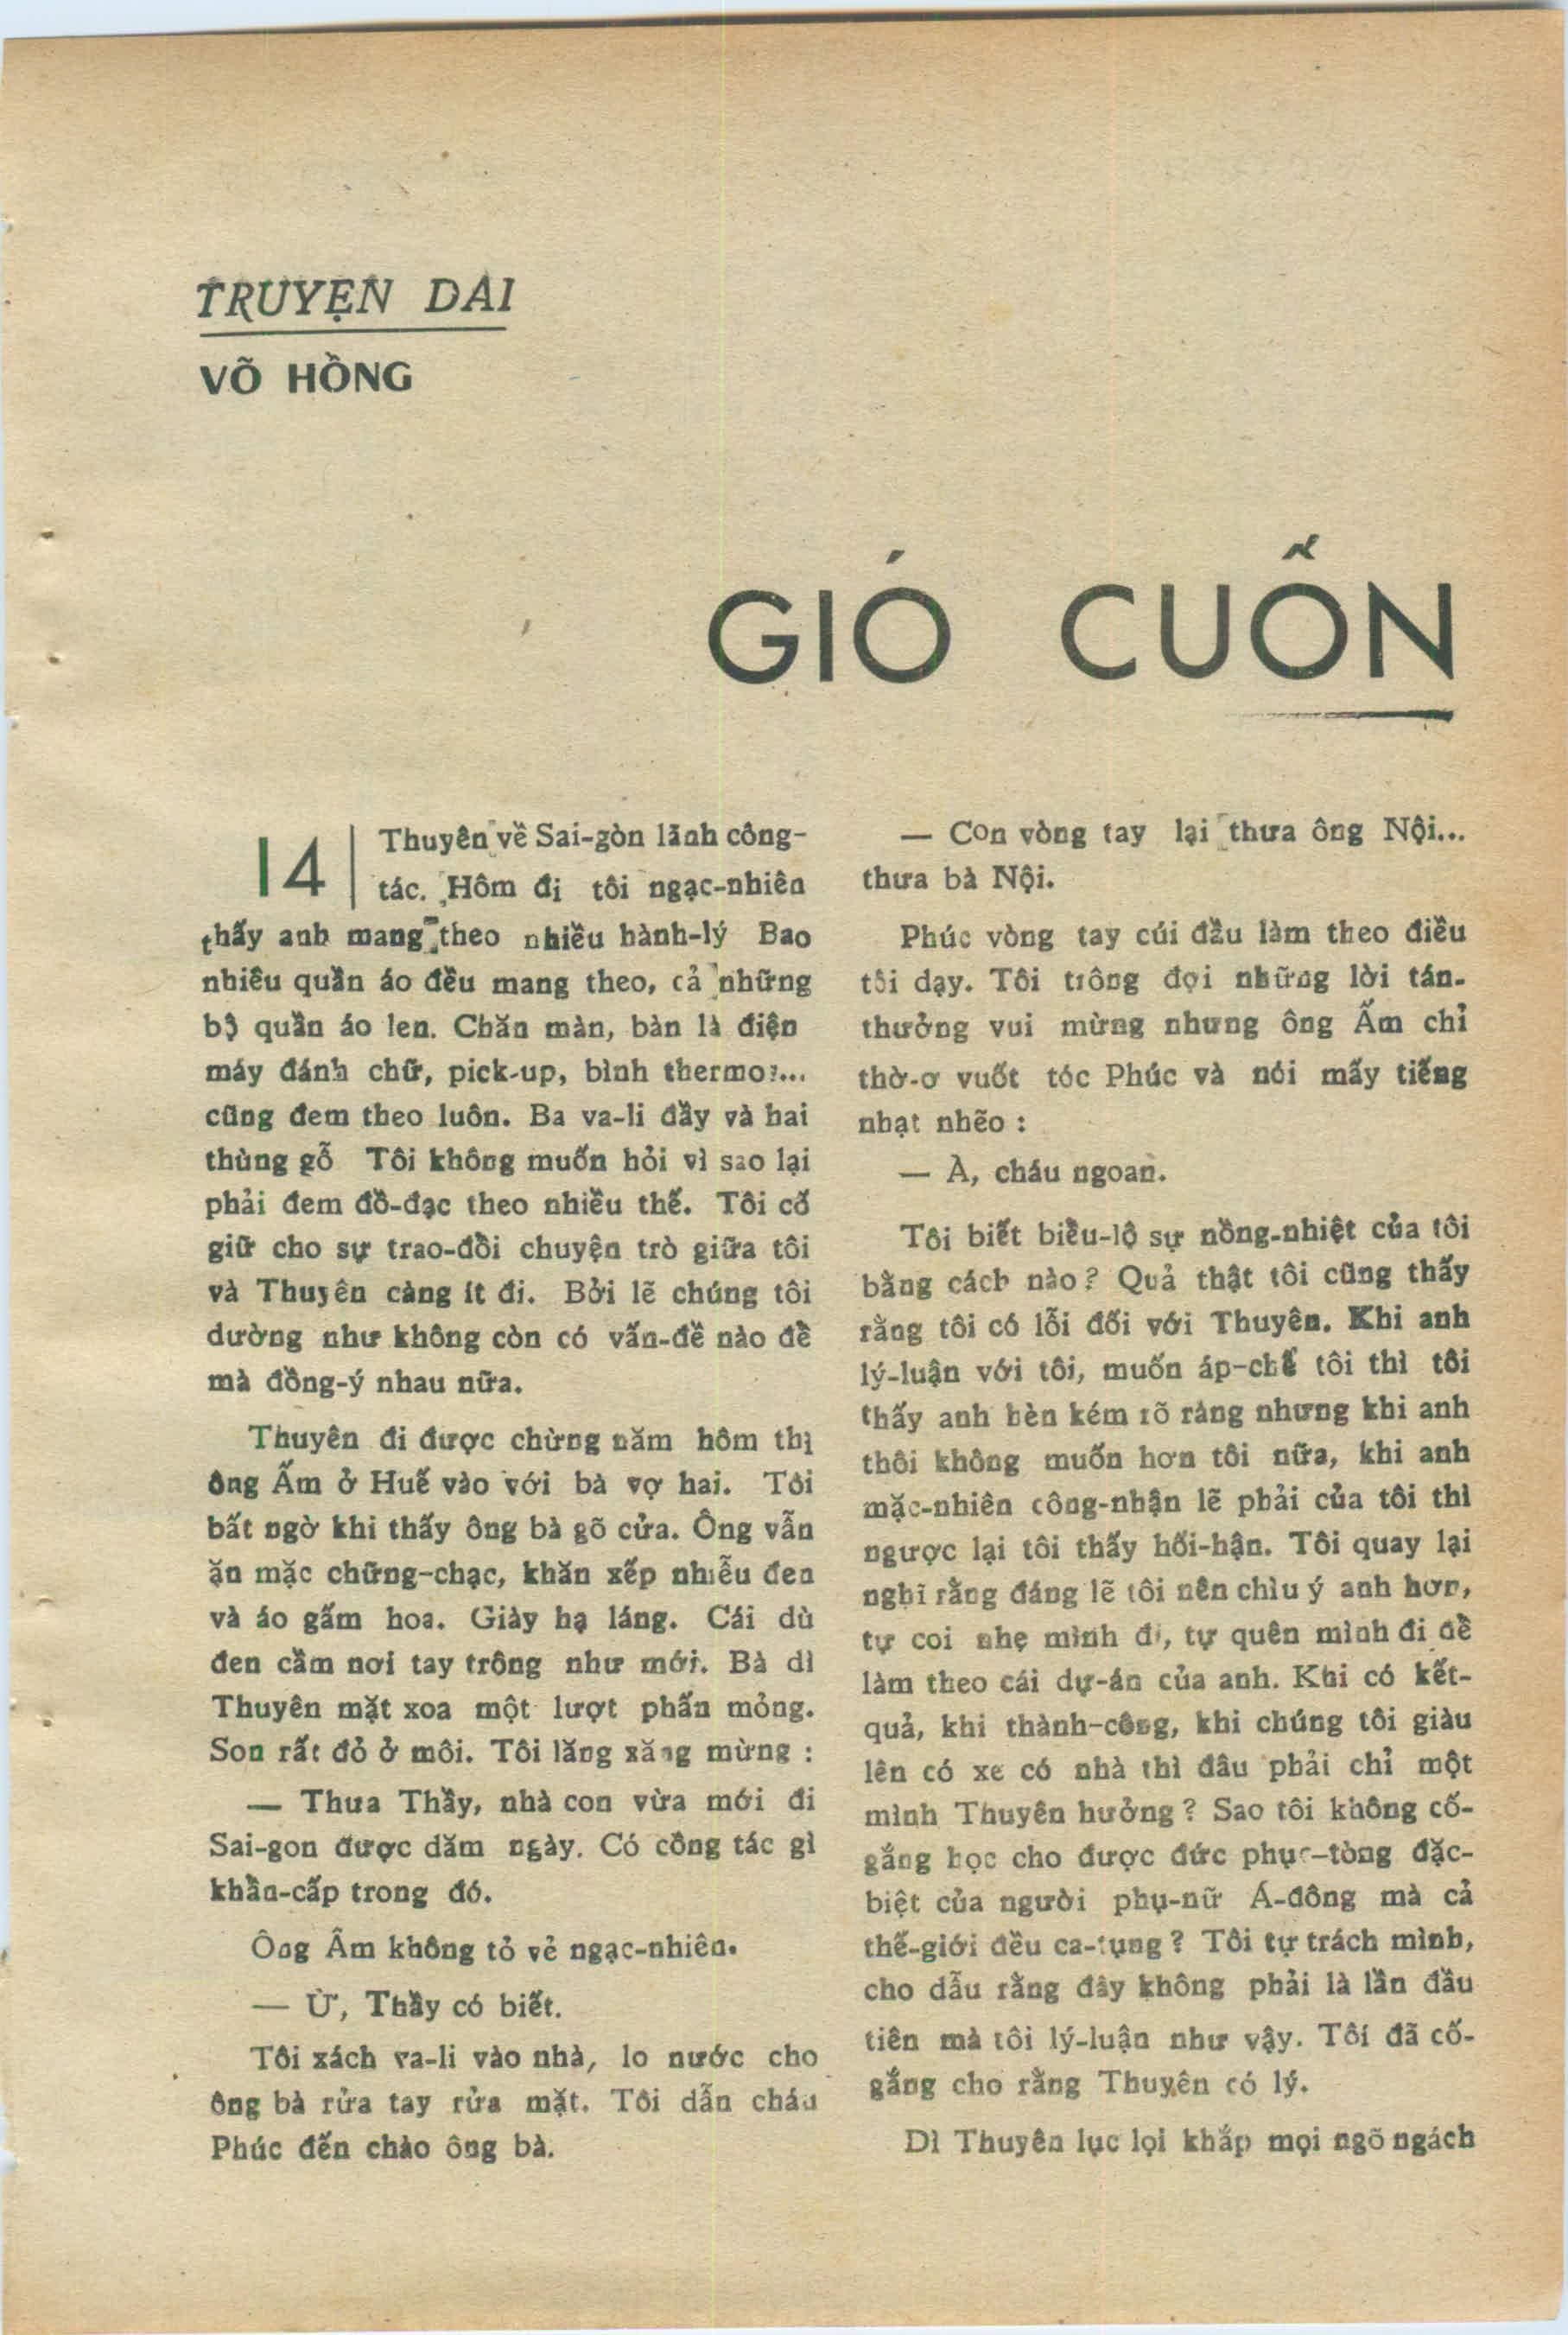 TRUYỆN DÀI
VÕ HỒNG
GIÓ CUỐN
14
Thuyên về Sai-gòn lãnh công-
tác. Hôm đi tôi ngạc-nhiên
thấy anh mang theo nhiều hành-lý Bao
nhiêu quần áo đều mang theo, cả những
bộ quần áo len. Chăn màn, bàn là điện
máy đánh chữ, pick-up, bình thermos...
cũng đem theo luôn. Ba va-li đầy và hai
thùng gỗ Tôi không muốn hỏi vì sao lại
phải đem đồ-đạc theo nhiều thế. Tôi cố
giữ cho sự trao-đổi chuyện trò giữa tôi
và Thuyên càng ít đi. Bởi lẽ chúng tôi
dường như không còn có vấn-đề nào để
mà đồng-ý nhau nữa.
Thuyên đi được chừng năm hôm thì
ông Ấm ở Huế vào với bà vợ hai. Tôi
bất ngờ khi thấy ông bà gõ cửa. Ông vẫn
ăn mặc chững-chạc, khăn xếp nhiễu đen
và áo gấm hoa. Giày hạ láng. Cái dù
đen cầm nơi tay trông như mới. Bà dì
Thuyên mặt xoa một lượt phấn mỏng.
Son rất đỏ ở môi. Tôi lăng xăng mừng :
— Thưa Thầy, nhà con vừa mới đi
Sai-gon được dăm ngày. Có công tác gì
khẩn-cấp trong đó.
Ông Ấm không tỏ vẻ ngạc-nhiên.
— Ừ, Thầy có biết.
Tôi xách va-li vào nhà, lo nước cho
ông bà rửa tay rửa mặt. Tôi dẫn cháu
Phúc đến chào ông bà.
— Con vòng tay lại thưa ông Nội...
thưa bà Nội.
Phúc vòng tay cúi đầu làm theo điều
tôi dạy. Tôi trông đợi những lời tán-
thưởng vui mừng nhưng ông Ấm chỉ
thờ-ơ vuốt tóc Phúc và nói mấy tiếng
nhạt nhẽo :
— À, cháu ngoan.
Tôi biết biểu-lộ sự nồng-nhiệt của tôi
bằng cách nào ? Quả thật tôi cũng thấy
rằng tôi có lỗi đối với Thuyên. Khi anh
lý-luận với tôi, muốn áp-chế tôi thì tôi
thấy anh hèn kém rõ ràng nhưng khi anh
thôi không muốn hơn tôi nữa, khi anh
mặc-nhiên công-nhận lẽ phải của tôi thì
ngược lại tôi thấy hối-hận. Tôi quay lại
nghĩ rằng đáng lẽ tôi nên chìu ý anh hơn,
tự coi nhẹ mình đi, tự quên mình đi để
làm theo cái dự-án của anh. Khi có kết-
quả, khi thành-công, khi chúng tôi giàu
lên có xe có nhà thì đâu phải chỉ một
mình Thuyên hưởng ? Sao tôi không cố-
gắng học cho được đức phục-tòng đặc-
biệt của người phụ-nữ Á-đông mà cả
thế-giới đều ca-tụng ? Tôi tự trách mình,
cho dẫu rằng đây không phải là lần đầu
tiên mà tôi lý-luận như vậy. Tôi đã cố-
gắng cho rằng Thuyên có lý.
Dì Thuyên lục lọi khắp mọi ngõ ngách